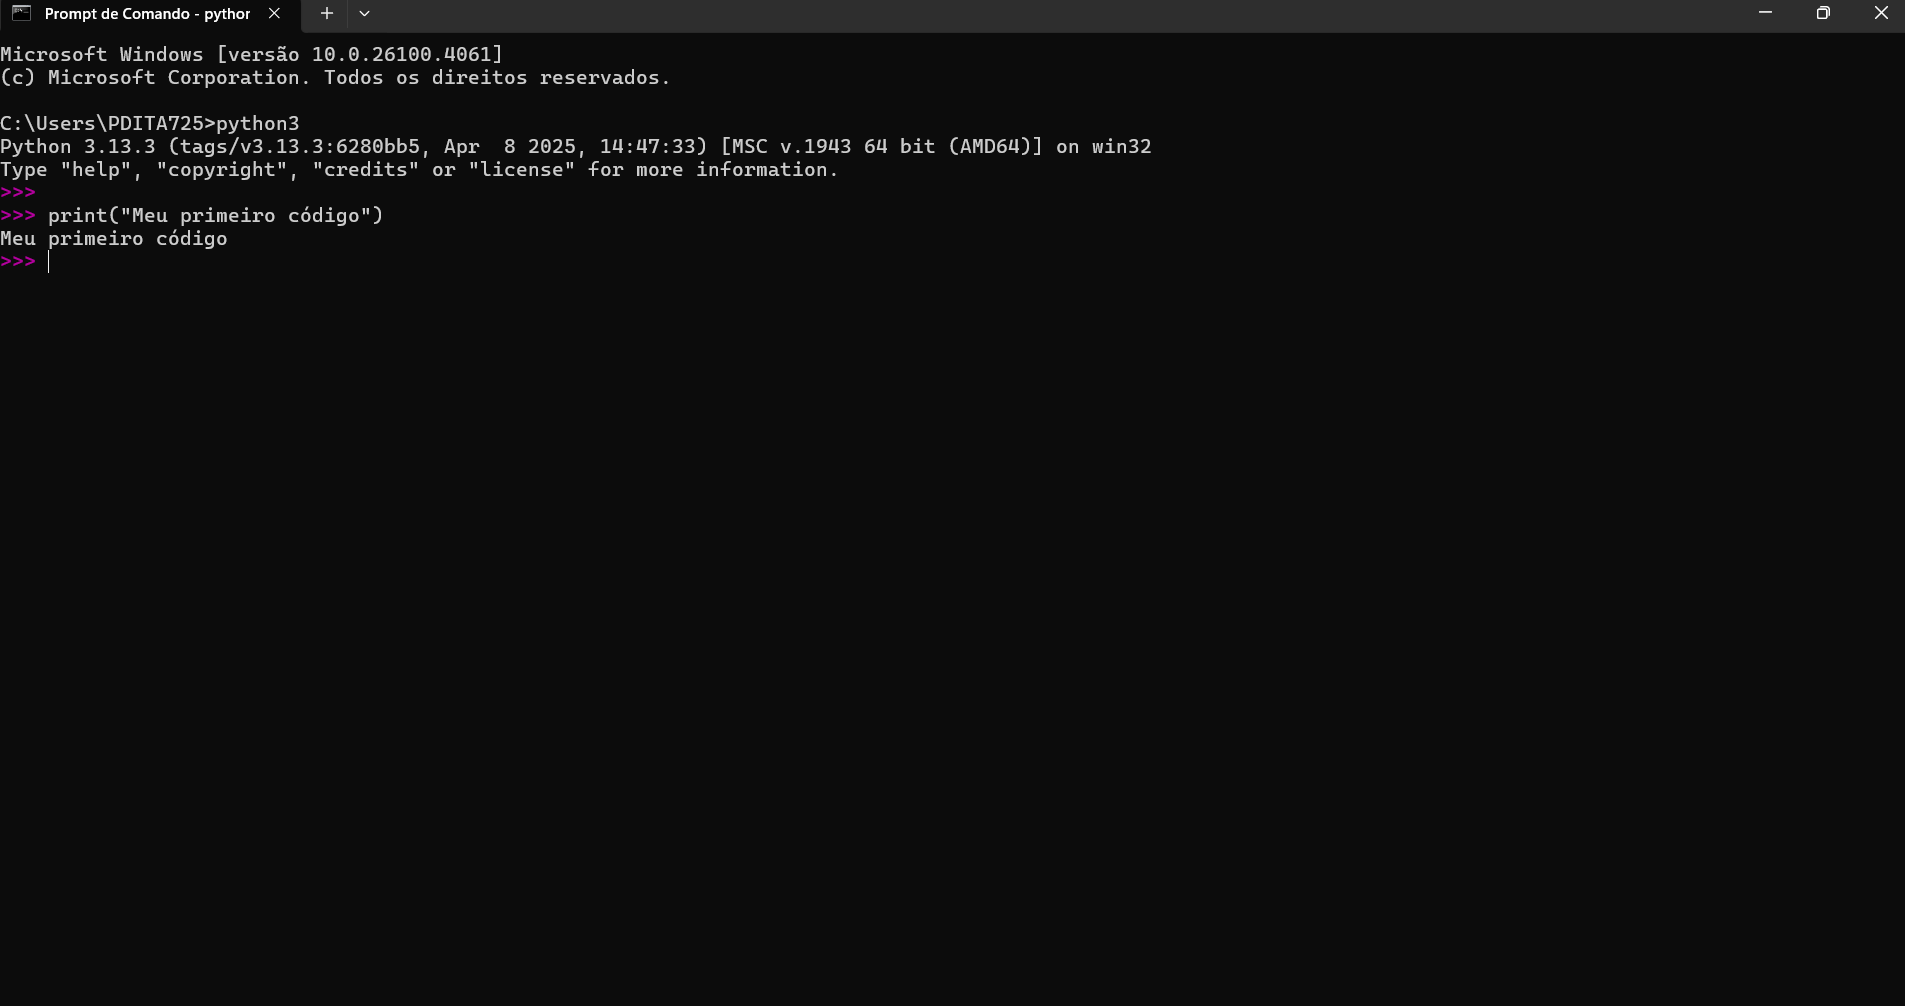 Prompt de Comando - python
Microsoft Windows [versão 10.0.26100.4061]
(c) Microsoft Corporation. Todos os direitos reservados.
C:\Users\PDITA725>python3
Python 3.13.3 (tags/v3.13.3:6280bb5, Apr  8 2025, 14:47:33) [MSC v.1943 64 bit (AMD64)] on win32
Type "help", "copyright", "credits" or "license" for more information.
>>>
>>> print("Meu primeiro código")
Meu primeiro código
>>>